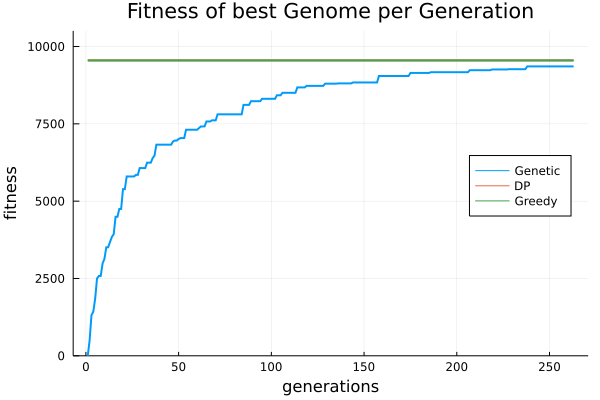 Fitness of best Genome per Generation
fitness
10000
7500
5000
2500
0
Genetic
DP
Greedy
0 50 100 150 200 250
generations